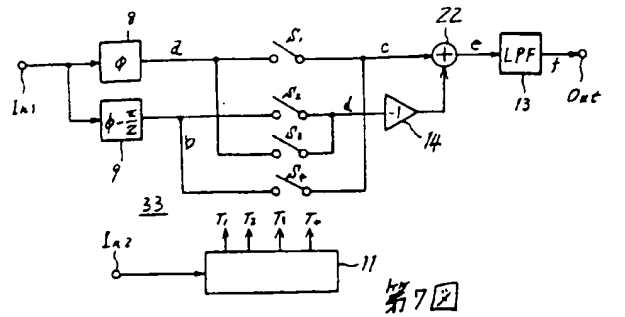 8
φ
a
S₁
c
22
+
e
LPF
f
13
Out
In1
φ-π/2
9
b
S₂
d
-1
14
S₃
S₄
33
T₁ T₂ T₃ T₄
In2
11
第7図